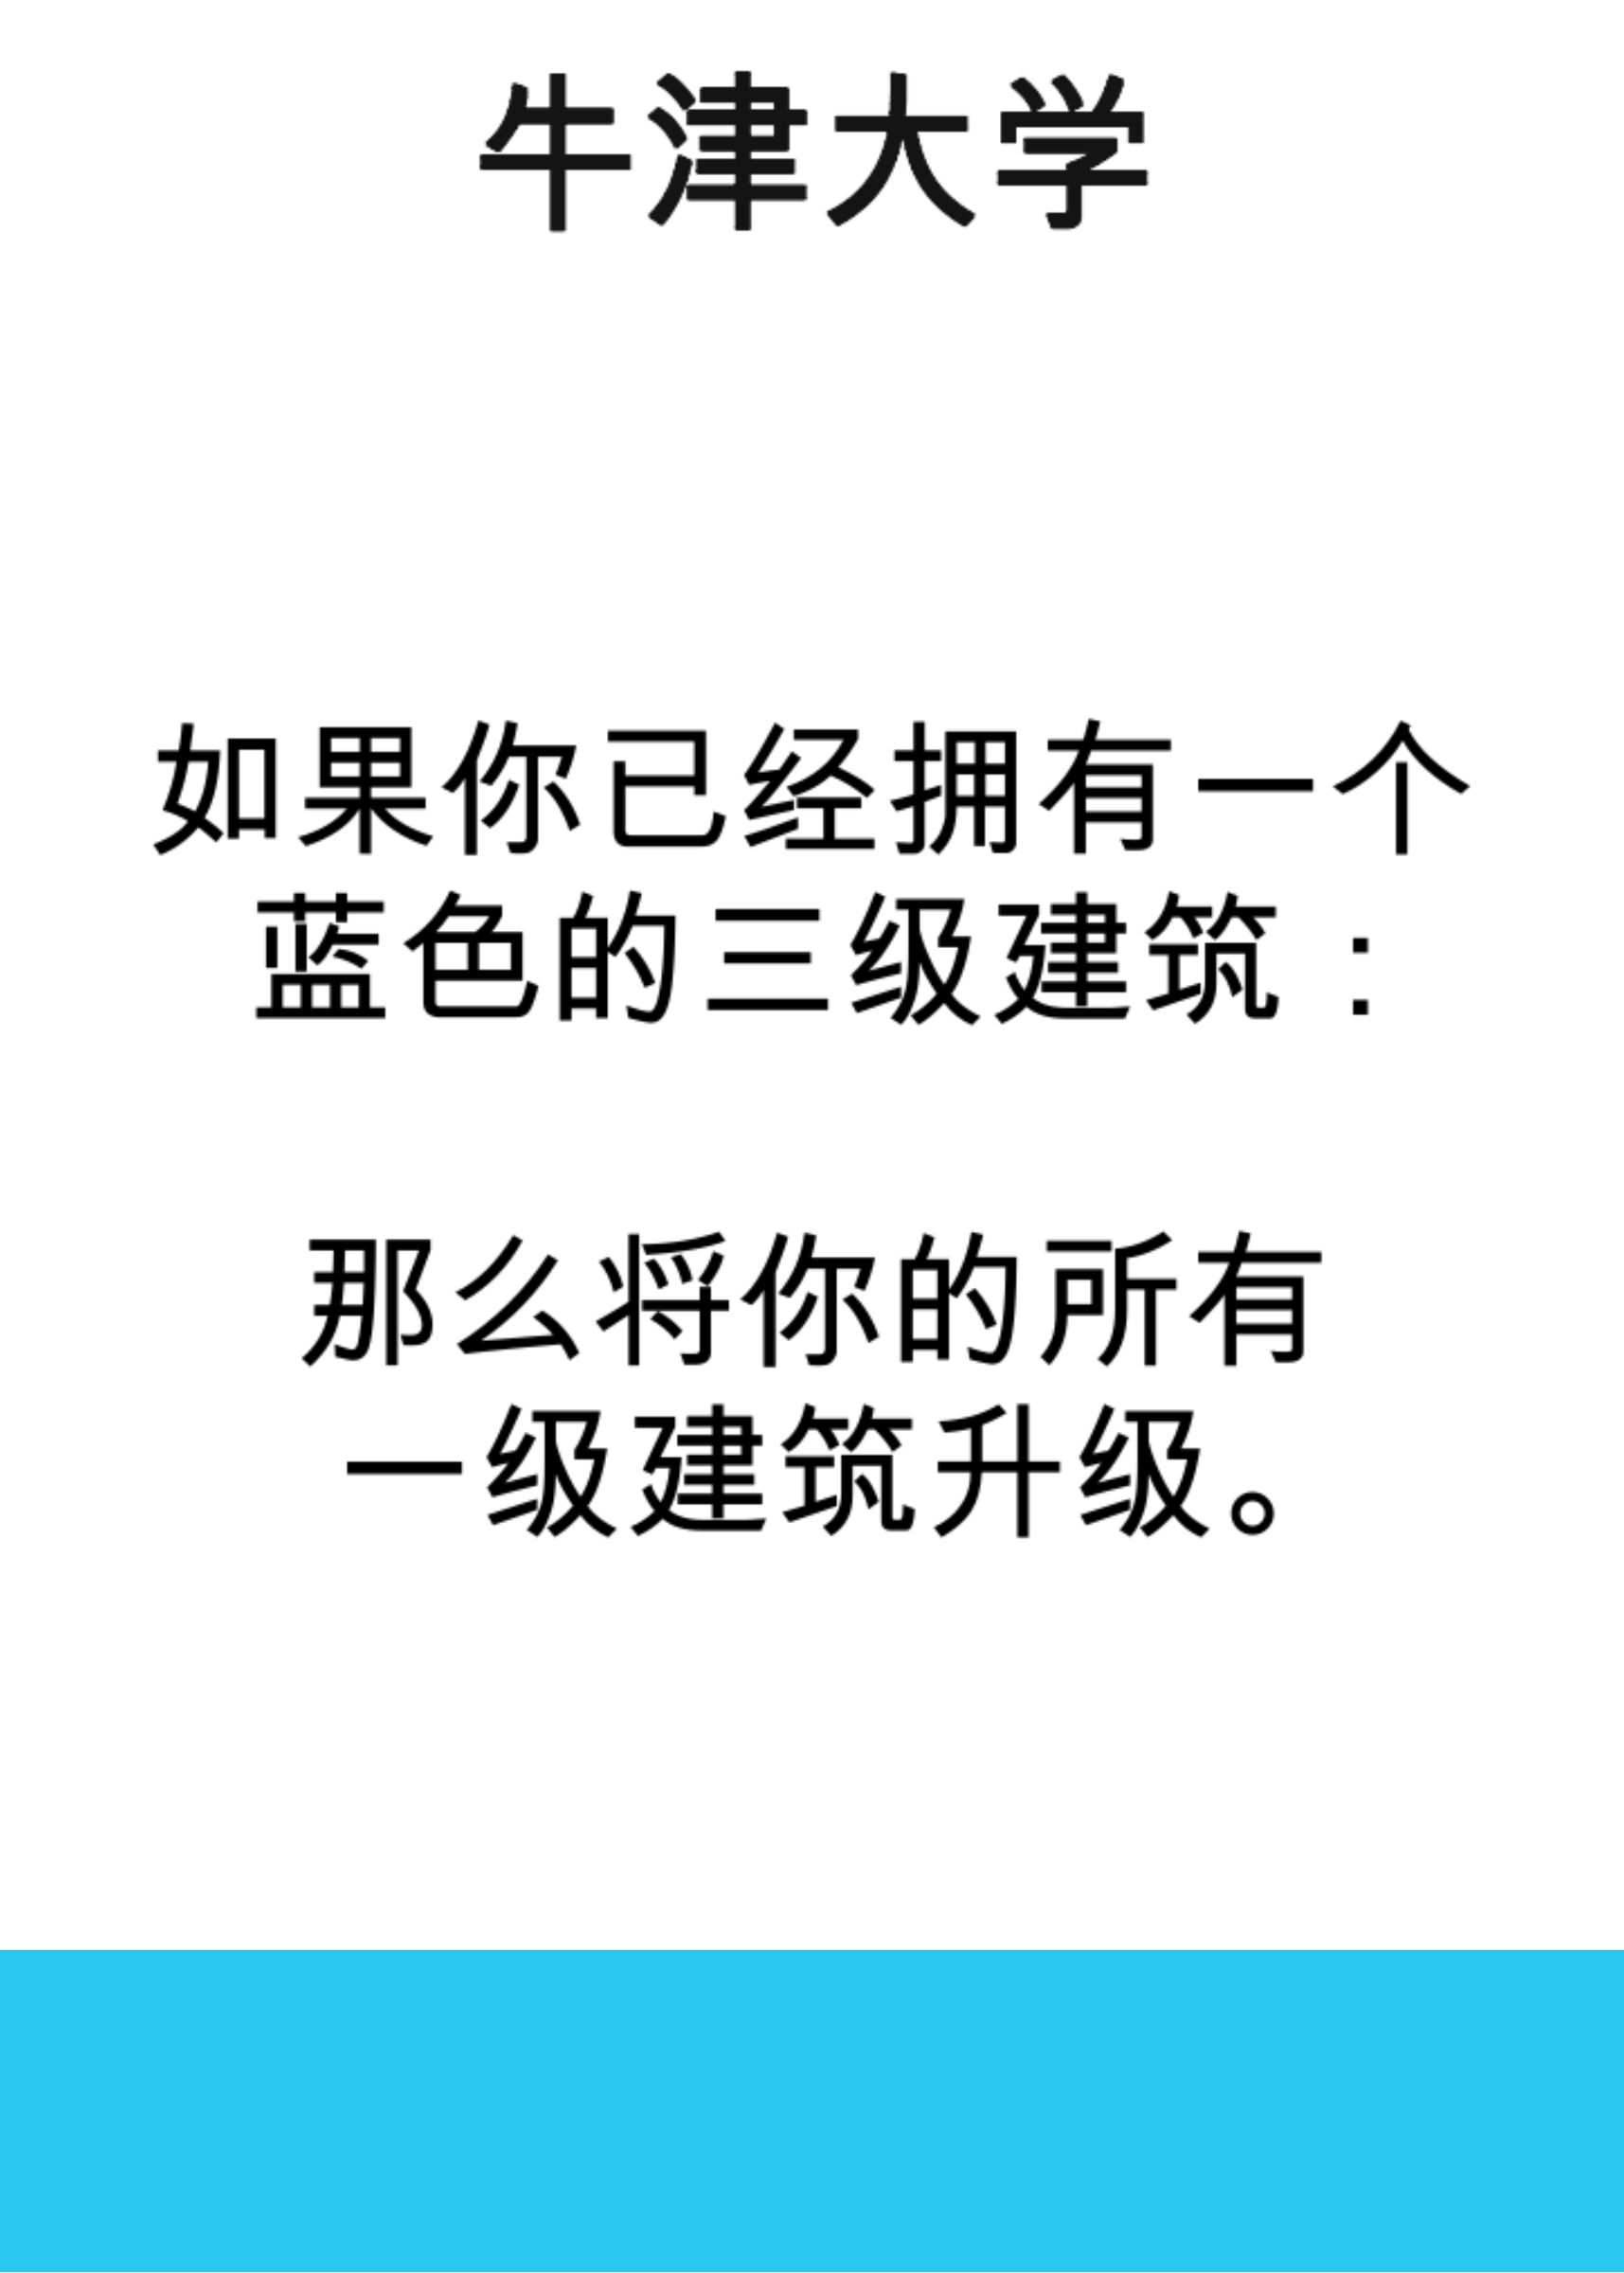 牛津大学
如果你已经拥有一个
蓝色的三级建筑：
那么将你的所有
一级建筑升级。